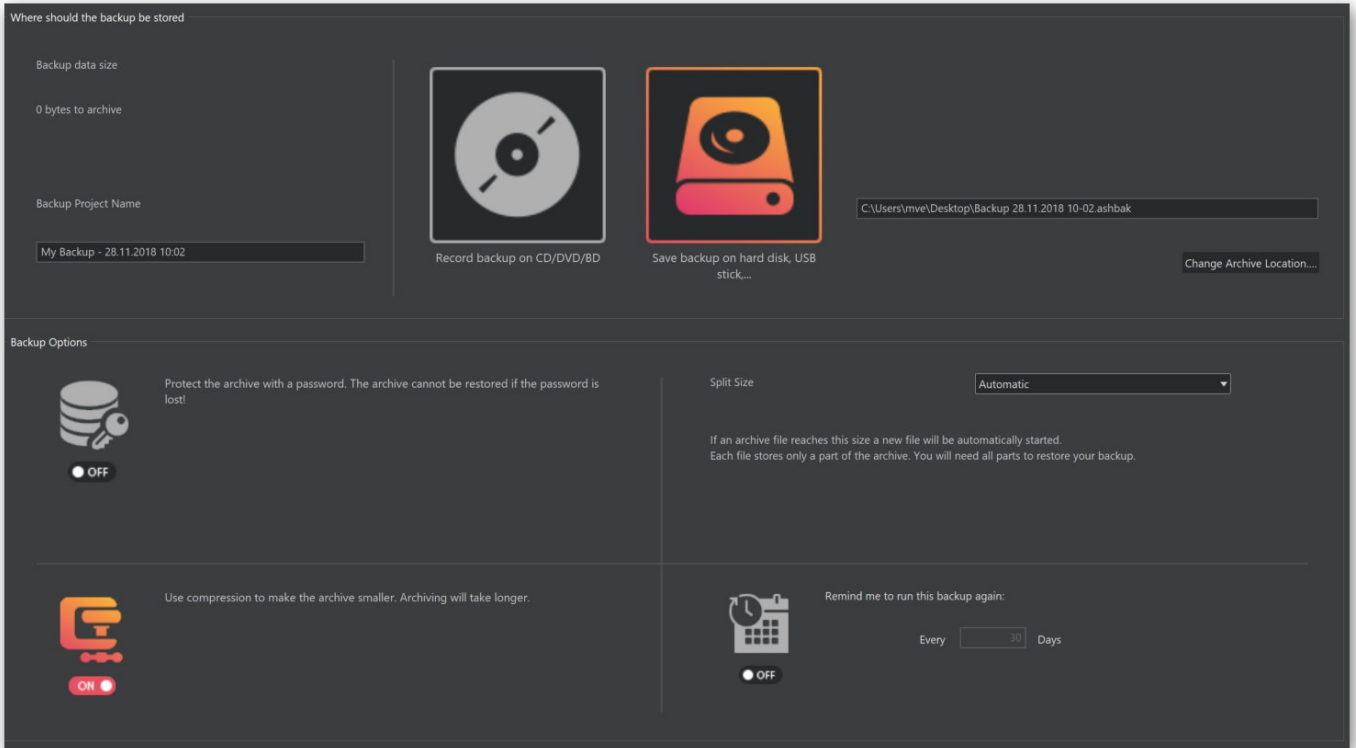 Where should the backup be stored
Backup data size
0 bytes to archive
Backup Project Name
My Backup - 28.11.2018 10:02
Record backup on CD/DVD/BD
Save backup on hard disk, USB
stick,...
C:\Users\mve\Desktop\Backup 28.11.2018 10-02.ashbak
Change Archive Location....
Backup Options
Protect the archive with a password. The archive cannot be restored if the password is
lost!
OFF
Split Size
Automatic
If an archive file reaches this size a new file will be automatically started.
Each file stores only a part of the archive. You will need all parts to restore your backup.
Use compression to make the archive smaller. Archiving will take longer.
ON
Remind me to run this backup again:
Every 30 Days
OFF